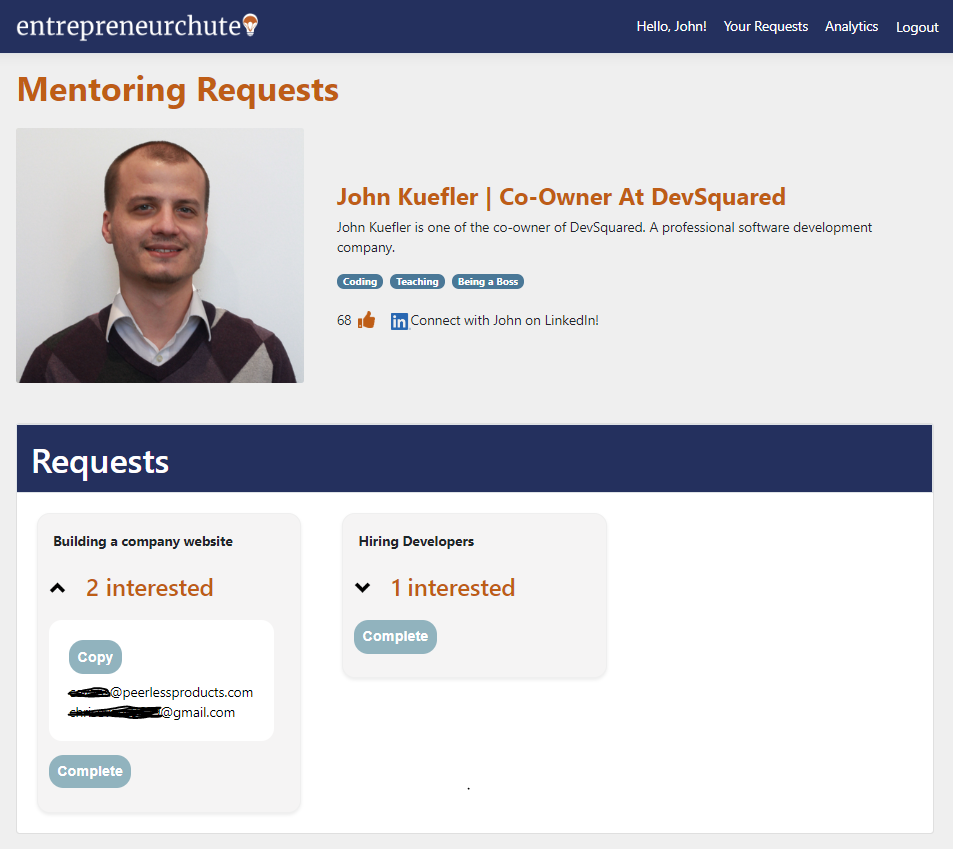 entrepreneurchute
Hello, John! Your Requests Analytics Logout
Mentoring Requests
John Kuefler | Co-Owner At DevSquared
John Kuefler is one of the co-owner of DevSquared. A professional software development
company.
Coding Teaching Being a Boss
68 in Connect with John on LinkedIn!
Requests
Building a company website
2 interested
Copy
@peerlessproducts.com
@gmail.com
Complete
Hiring Developers
1 interested
Complete